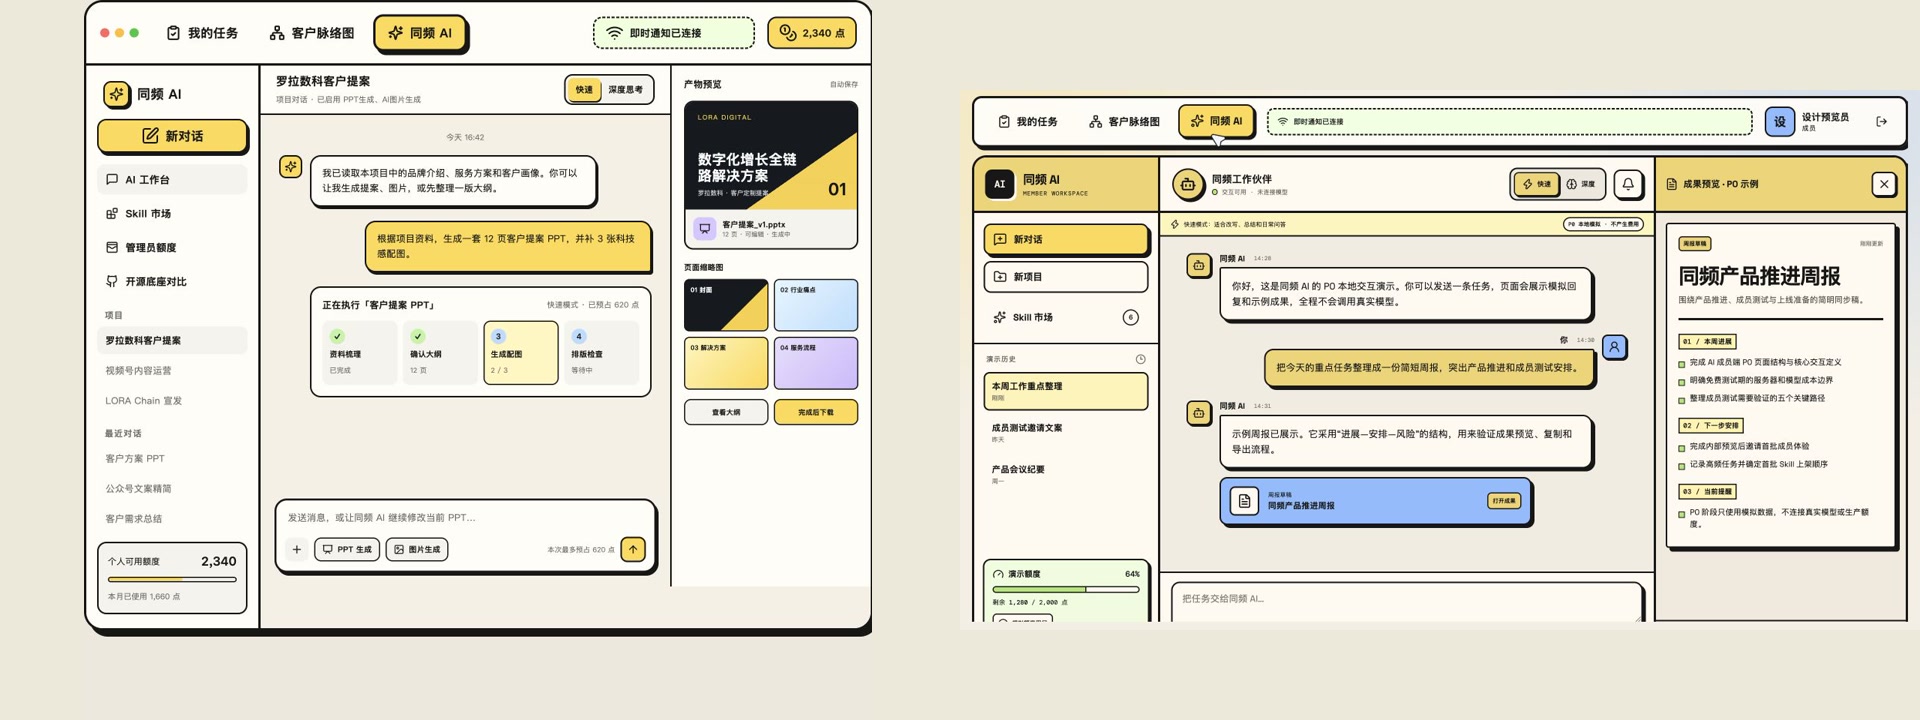 我的任务
客户脉络图
同频 AI
即时通知已连接
2,340 点
同频 AI
新对话
AI 工作台
Skill 市场
管理员额度
开源底座对比
项目
罗拉数科客户提案
视频号内容运营
LORA Chain 宣发
最近对话
客户方案 PPT
公众号文案精简
客户需求总结
个人可用额度
2,340
本月已使用 1,660 点
罗拉数科客户提案
项目对话 · 已启用 PPT生成、AI图片生成
快速
深度思考
今天 16:42
我已读取本项目中的品牌介绍、服务方案和客户画像。你可以
让我生成提案、图片，或先整理一版大纲。
根据项目资料，生成一套 12 页客户提案 PPT，并补 3 张科技
感配图。
正在执行「客户提案 PPT」
快速模式 · 已预占 620 点
资料梳理
已完成
确认大纲
12 页
3
生成配图
2 / 3
4
排版检查
等待中
发送消息，或让同频 AI 继续修改当前 PPT...
PPT 生成
图片生成
本次最多预占 620 点
产物预览
自动保存
LORA DIGITAL
数字化增长全链
路解决方案
罗拉数科 · 客户定制提案
01
客户提案_v1.pptx
12 页 · 可编辑 · 生成中
页面缩略图
01 封面
02 行业痛点
03 解决方案
04 服务流程
查看大纲
完成后下载
我的任务
客户脉络图
同频 AI
即时通知已连接
设
设计预览员
成员
AI
同频 AI
MEMBER WORKSPACE
新对话
新项目
Skill 市场
6
演示历史
本周工作重点整理
刚刚
成员测试邀请文案
昨天
产品会议纪要
周一
演示额度
64%
剩余 1,280 / 2,000 点
同频工作伙伴
交互可用 · 未连接模型
快速
深度
快速模式：适合改写、总结和日常问答
P0 本地模拟 · 不产生费用
同频 AI
14:28
你好，这是同频 AI 的 P0 本地交互演示。你可以发送一条任务，页面会展示模拟回
复和示例成果，全程不会调用真实模型。
你
14:30
把今天的重点任务整理成一份简短周报，突出产品推进和成员测试安排。
同频 AI
14:31
示例周报已展示。它采用“进展—安排—风险”的结构，用来验证成果预览、复制和
导出流程。
周报草稿
同频产品推进周报
打开成果
把任务交给同频 AI...
成果预览 · P0 示例
周报草稿
刚刚更新
同频产品推进周报
围绕产品推进、成员测试与上线准备的简明同步稿。
01 / 本周进展
完成 AI 成员端 P0 页面结构与核心交互定义
明确免费测试期的服务器和模型成本边界
整理成员测试需要验证的五个关键路径
02 / 下一步安排
完成内部预览后邀请首批成员体验
记录高频任务并确定首批 Skill 上架顺序
03 / 当前提醒
P0 阶段只使用模拟数据，不连接真实模型或生产额
度。